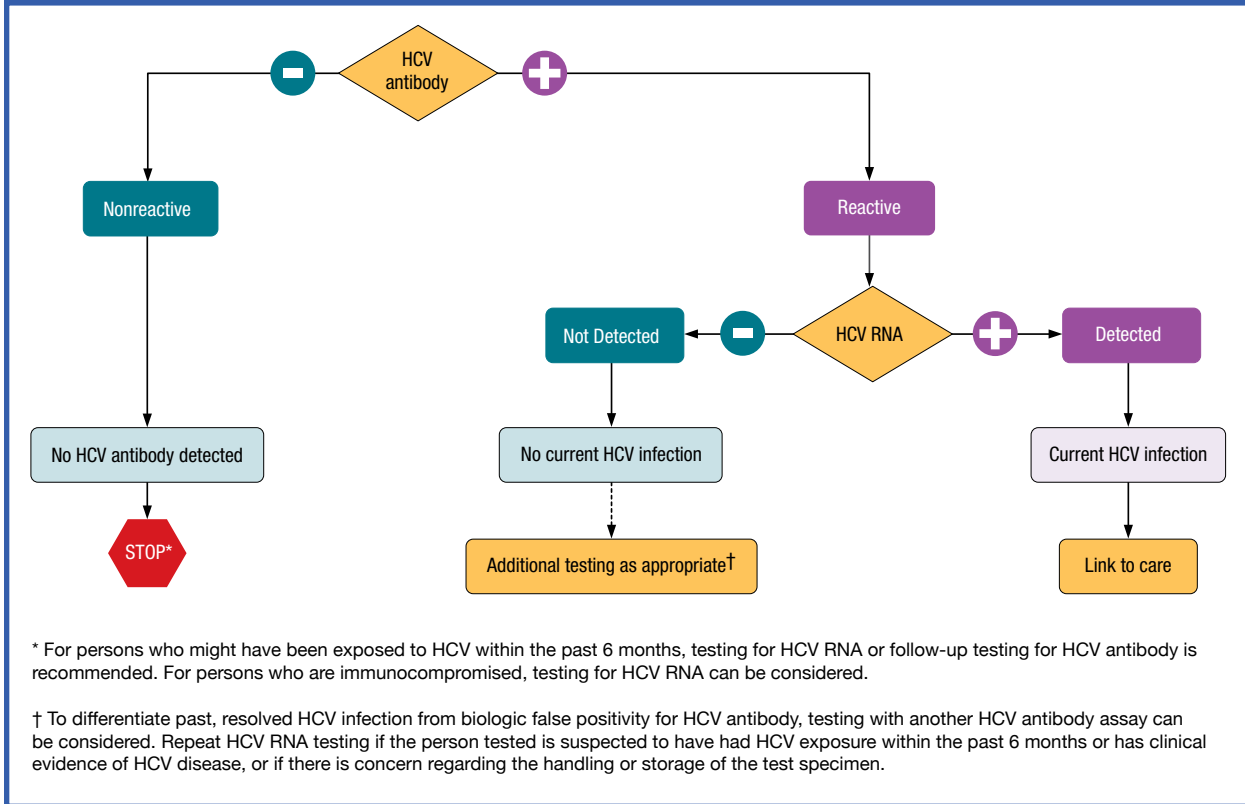 HCV
antibody
Nonreactive
Reactive
Not Detected
HCV RNA
Detected
No HCV antibody detected
No current HCV infection
Current HCV infection
STOP*
Additional testing as appropriate†
Link to care
* For persons who might have been exposed to HCV within the past 6 months, testing for HCV RNA or follow-up testing for HCV antibody is
recommended. For persons who are immunocompromised, testing for HCV RNA can be considered.
† To differentiate past, resolved HCV infection from biologic false positivity for HCV antibody, testing with another HCV antibody assay can
be considered. Repeat HCV RNA testing if the person tested is suspected to have had HCV exposure within the past 6 months or has clinical
evidence of HCV disease, or if there is concern regarding the handling or storage of the test specimen.